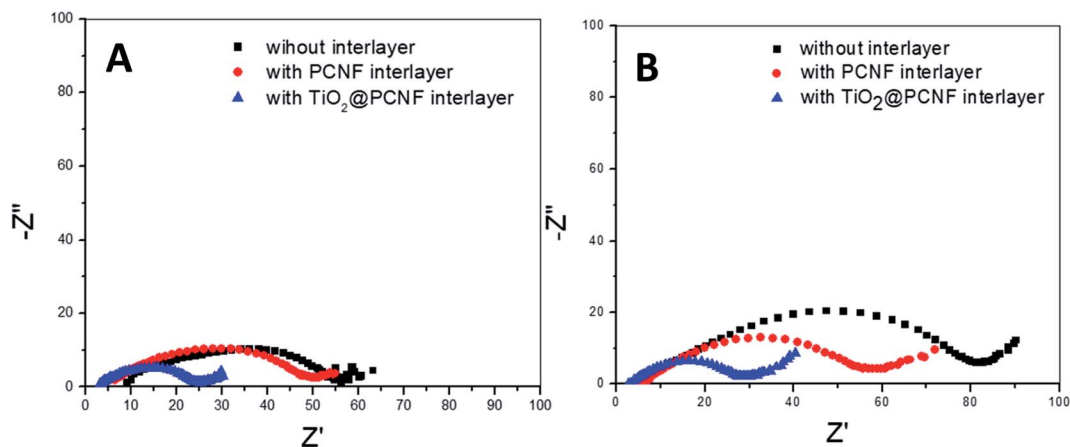 A
wihout interlayer
with PCNF interlayer
with TiO₂@PCNF interlayer
100
80
60
40
20
0
-Z"
0 10 20 30 40 50 60 70 80 90 100
Z'
B
without interlayer
with PCNF interlayer
with TiO₂@PCNF interlayer
100
80
60
40
20
0
-Z"
0 20 40 60 80 100
Z'